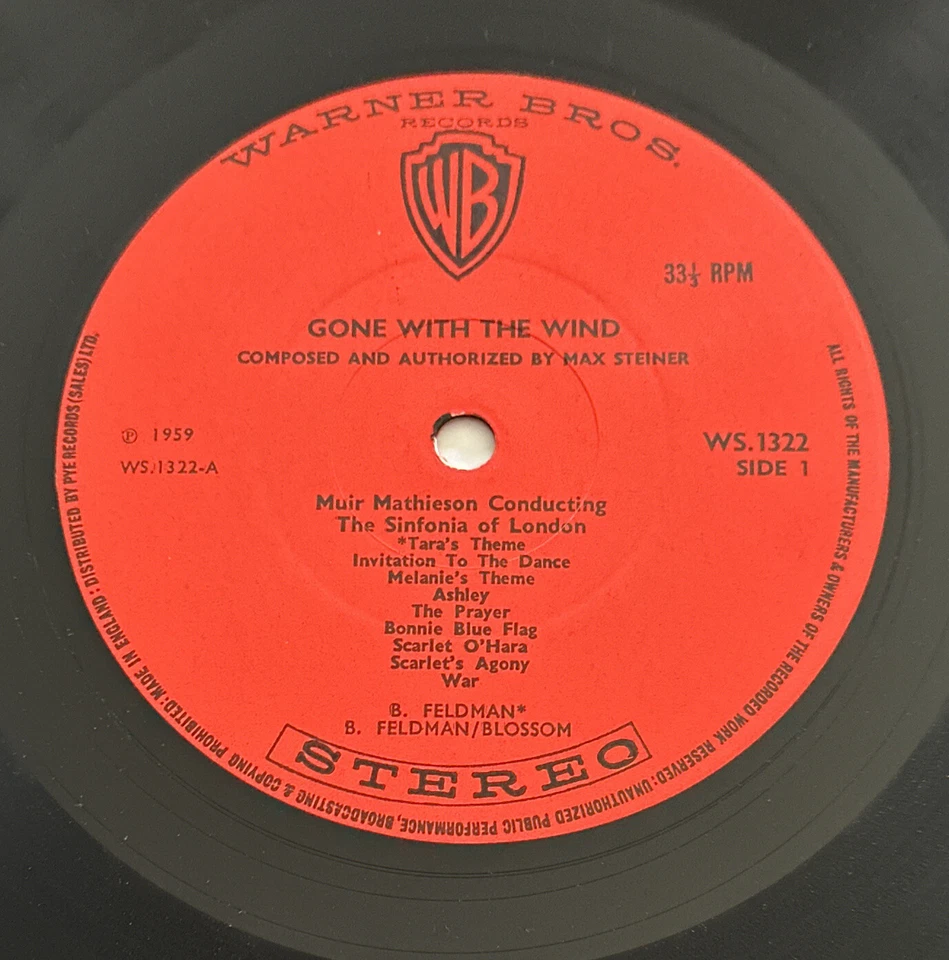 WARNER BROS.
RECORDS
WB
33⅓ RPM
GONE WITH THE WIND
COMPOSED AND AUTHORIZED BY MAX STEINER
℗ 1959
WS.1322-A
WS.1322
SIDE 1
Muir Mathieson Conducting
The Sinfonia of London
*Tara's Theme
Invitation To The Dance
Melanie's Theme
Ashley
The Prayer
Bonnie Blue Flag
Scarlet O'Hara
Scarlet's Agony
War
B. FELDMAN*
B. FELDMAN/BLOSSOM
STEREO
ALL RIGHTS OF THE MANUFACTURERS & OWNERS OF THE RECORDED WORK RESERVED: UNAUTHORIZED PUBLIC PERFORMANCE, BROADCASTING & COPYING PROHIBITED: MADE IN ENGLAND: DISTRIBUTED BY PYE RECORDS (SALES) LTD.